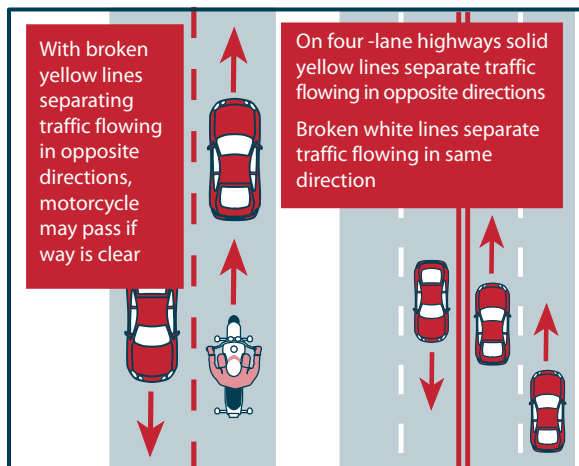 With broken
yellow lines
separating
traffic flowing
in opposite
directions,
motorcycle
may pass if
way is clear
On four -lane highways solid
yellow lines separate traffic
flowing in opposite directions
Broken white lines separate
traffic flowing in same
direction